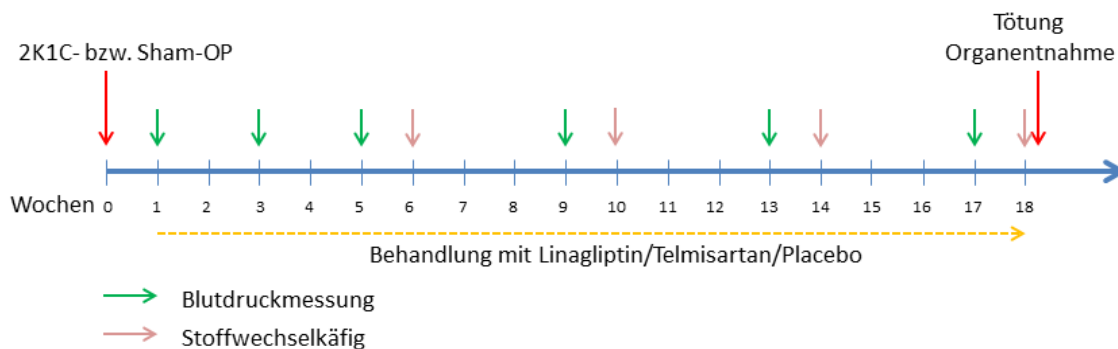 Tötung
2K1C- bzw. Sham-OP Organentnahme
Wochen 0 1 2 3 4 5 6 7 8 9 10 11 12 13 14 15 16 17 18
Behandlung mit Linagliptin/Telmisartan/Placebo
Blutdruckmessung
Stoffwechselkäfig